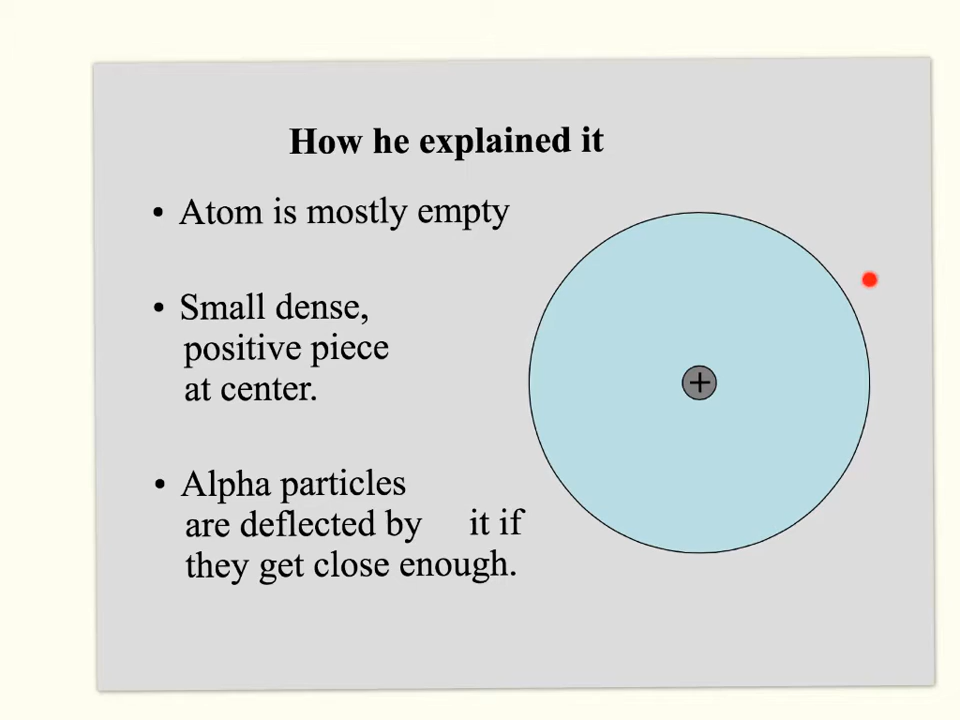 How he explained it
• Atom is mostly empty
• Small dense,
positive piece
at center.
• Alpha particles
are deflected by it if
they get close enough.
+